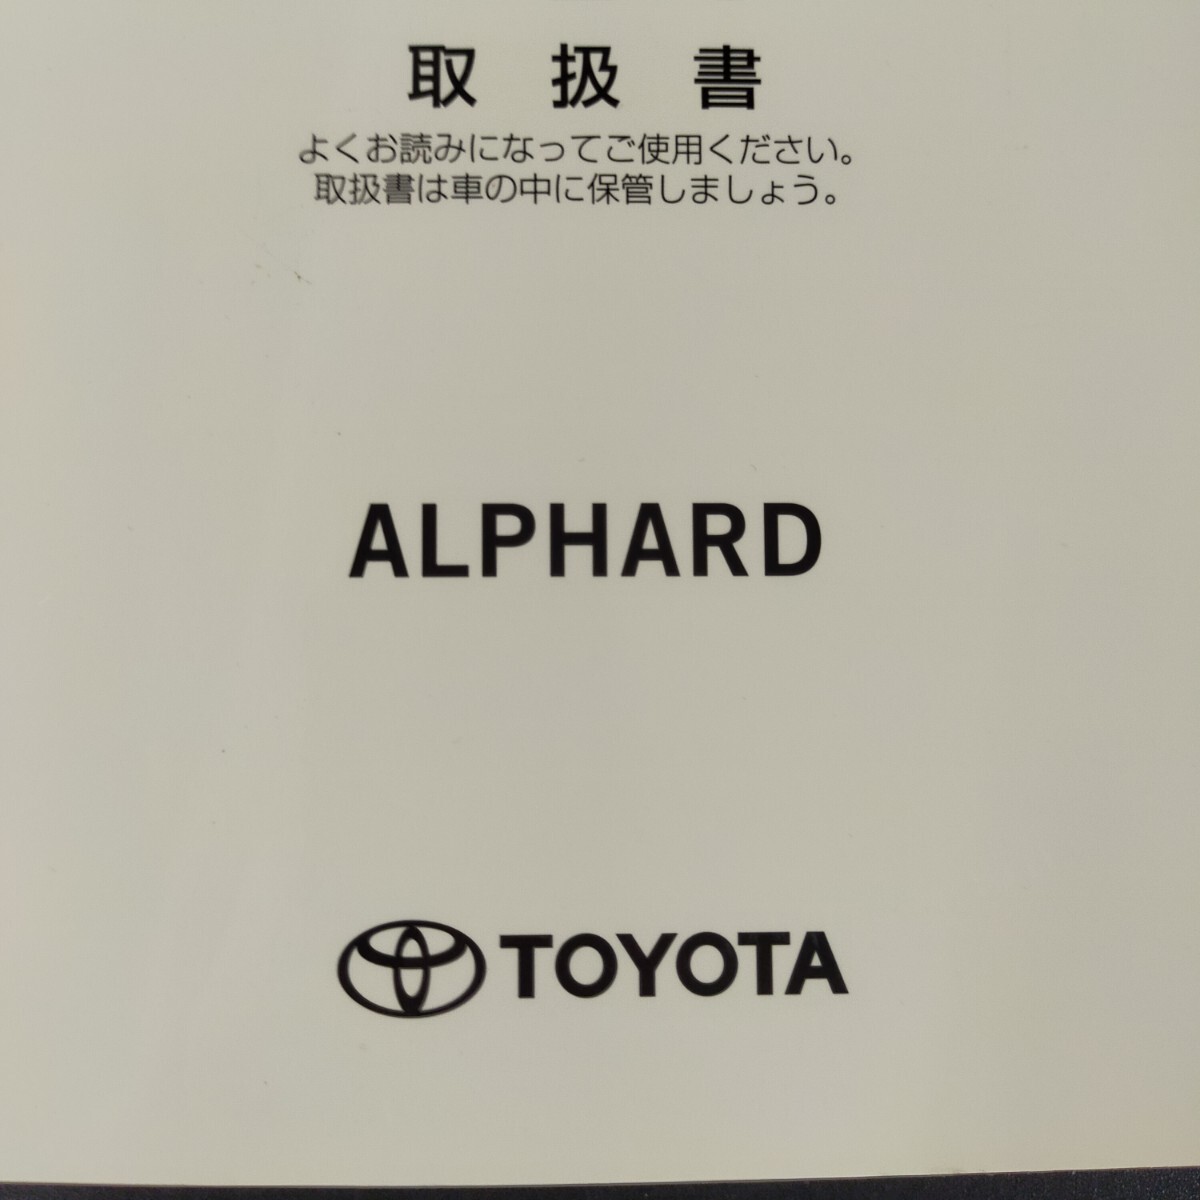 取扱書
よくお読みになってご使用ください。
取扱書は車の中に保管しましょう。
ALPHARD
TOYOTA